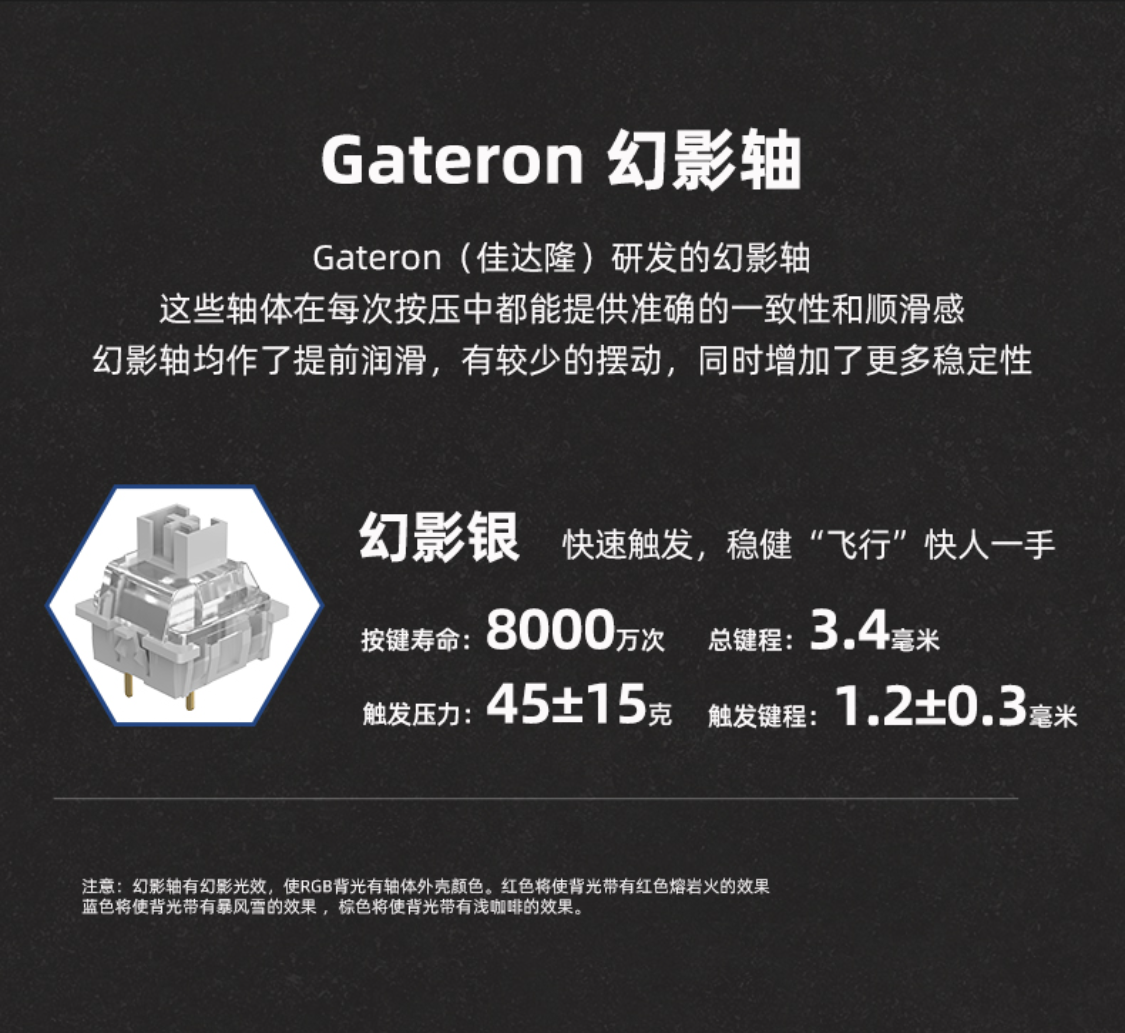 Gateron 幻影轴
Gateron（佳达隆）研发的幻影轴
这些轴体在每次按压中都能提供准确的一致性和顺滑感
幻影轴均作了提前润滑，有较少的摆动，同时增加了更多稳定性
幻影银 快速触发，稳健“飞行”快人一手
按键寿命：8000万次 总键程：3.4毫米
触发压力：45±15克 触发键程：1.2±0.3毫米
注意：幻影轴有幻影光效，使RGB背光有轴体外壳颜色。红色将使背光带有红色熔岩火的效果
蓝色将使背光带有暴风雪的效果，棕色将使背光带有浅咖啡的效果。